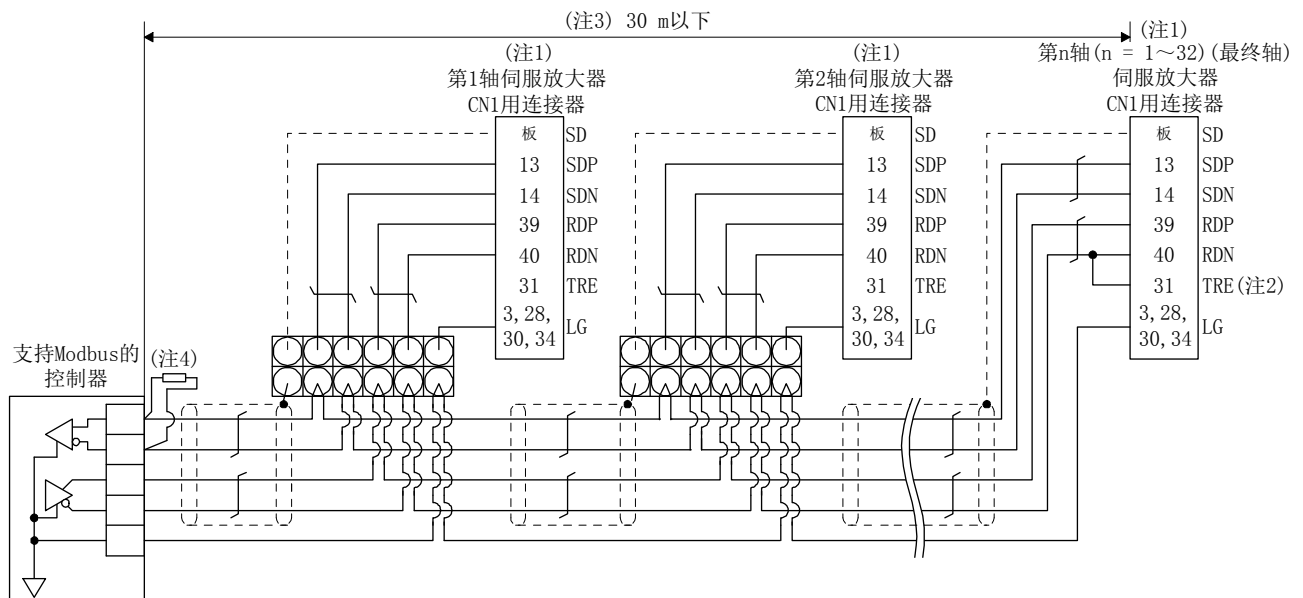 (注3) 30 m以下
(注1)
第1轴伺服放大器
CN1用连接器
板 SD
13 SDP
14 SDN
39 RDP
40 RDN
31 TRE
3,28,
30,34 LG
(注1)
第2轴伺服放大器
CN1用连接器
板 SD
13 SDP
14 SDN
39 RDP
40 RDN
31 TRE
3,28,
30,34 LG
(注1)
第n轴(n = 1～32)(最终轴)
伺服放大器
CN1用连接器
板 SD
13 SDP
14 SDN
39 RDP
40 RDN
31 TRE(注2)
3,28,
30,34 LG
支持Modbus的
控制器
(注4)